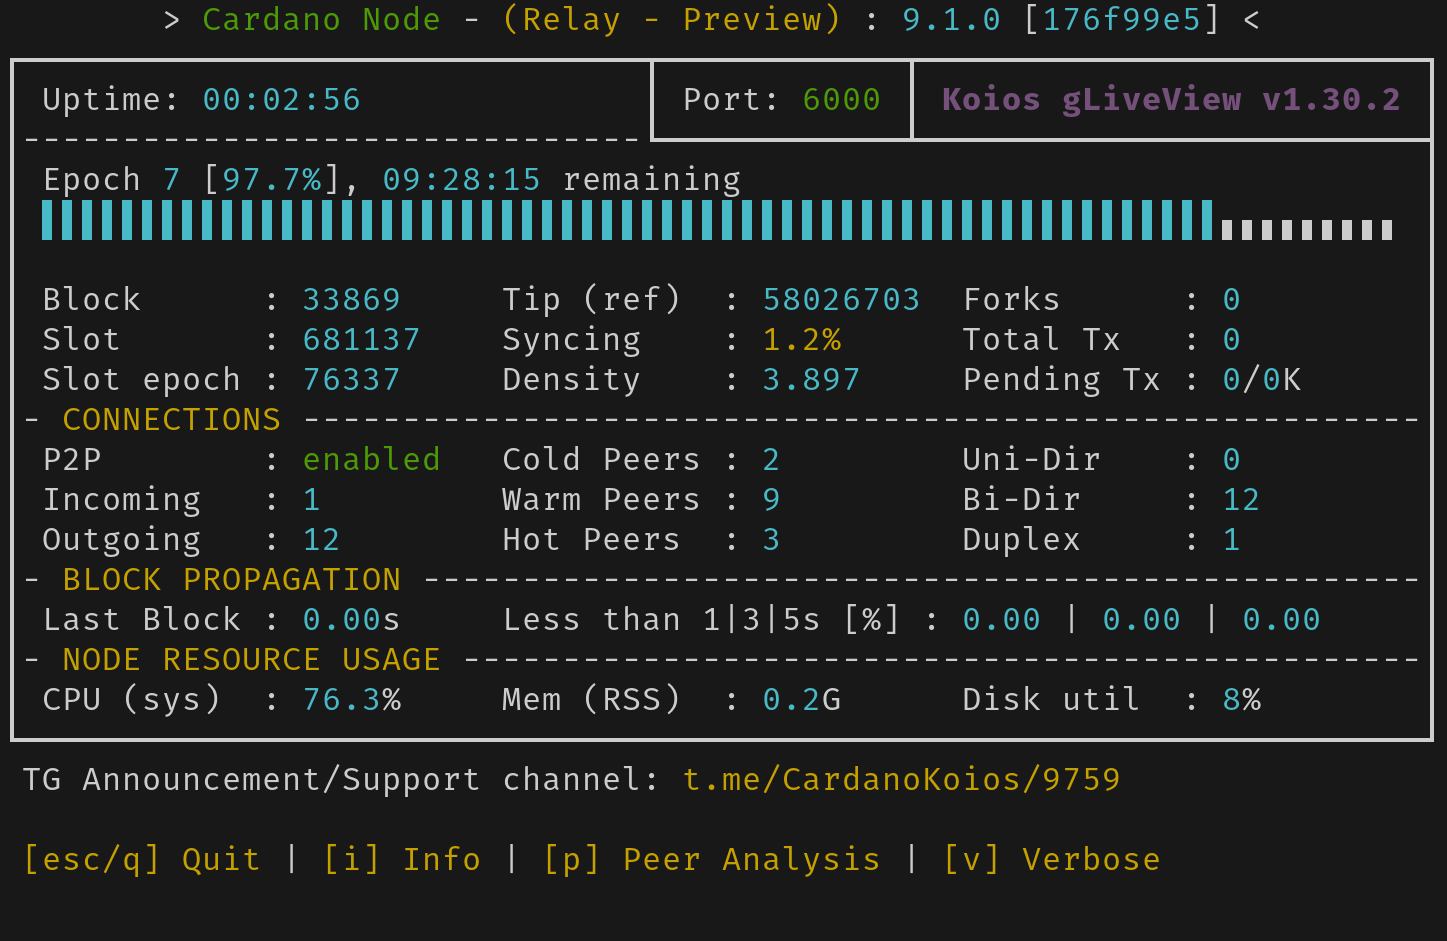 > Cardano Node - (Relay - Preview) : 9.1.0 [176f99e5] <
Uptime: 00:02:56 Port: 6000 Koios gLiveView v1.30.2
Epoch 7 [97.7%], 09:28:15 remaining
Block : 33869 Tip (ref) : 58026703 Forks : 0
Slot : 681137 Syncing : 1.2% Total Tx : 0
Slot epoch : 76337 Density : 3.897 Pending Tx : 0/0K
- CONNECTIONS --------------------------------------------------------
P2P : enabled Cold Peers : 2 Uni-Dir : 0
Incoming : 1 Warm Peers : 9 Bi-Dir : 12
Outgoing : 12 Hot Peers : 3 Duplex : 1
- BLOCK PROPAGATION --------------------------------------------------
Last Block : 0.00s Less than 1|3|5s [%] : 0.00 | 0.00 | 0.00
- NODE RESOURCE USAGE ------------------------------------------------
CPU (sys) : 76.3% Mem (RSS) : 0.2G Disk util : 8%
TG Announcement/Support channel: t.me/CardanoKoios/9759
[esc/q] Quit | [i] Info | [p] Peer Analysis | [v] Verbose